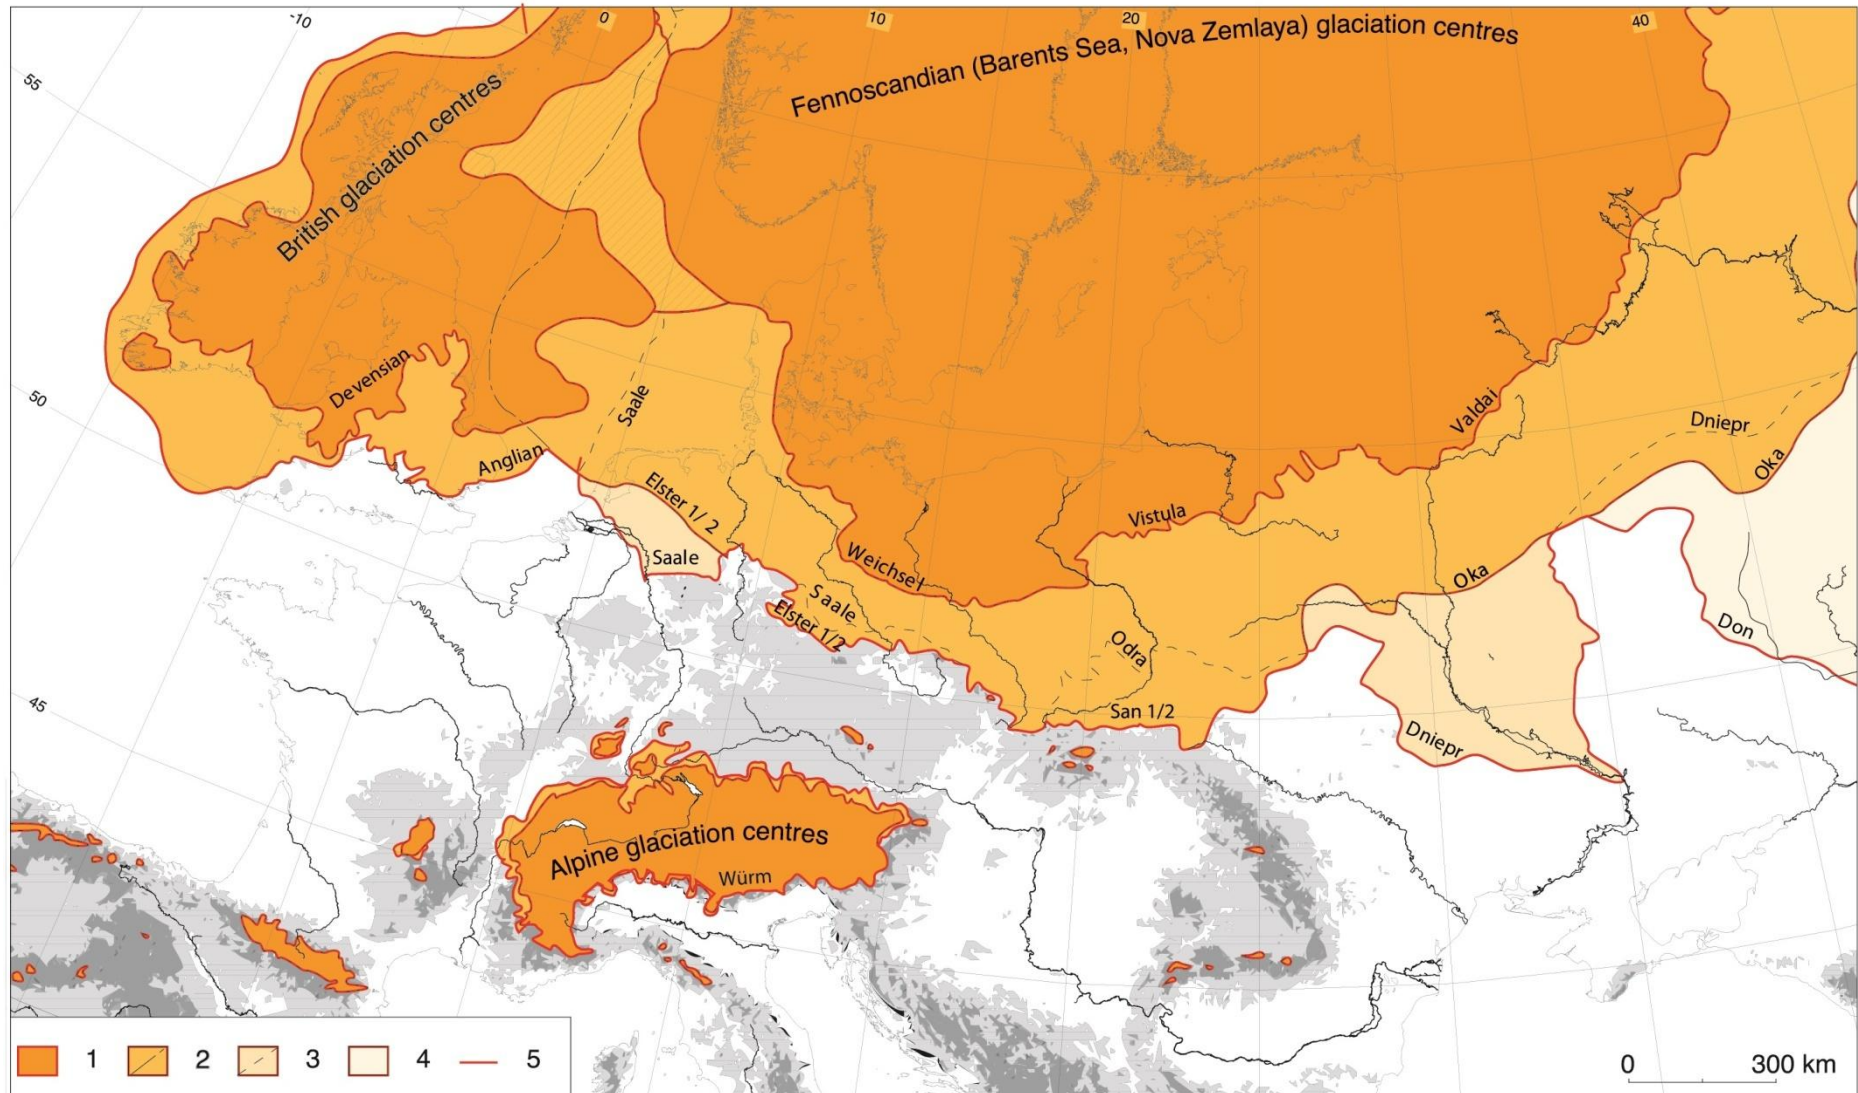 -10
0
10
20
40
55
50
45
Fennoscandian (Barents Sea, Nova Zemlaya) glaciation centres
British glaciation centres
Devensian
Anglian
Saale
Elster 1/ 2
Saale
Weichsel
Saale
Elster 1/2
Vistula
Valdai
Dniepr
Oka
Oka
Odra
San 1/2
Don
Dniepr
Alpine glaciation centres
Würm
1
2
3
4
5
0 300 km